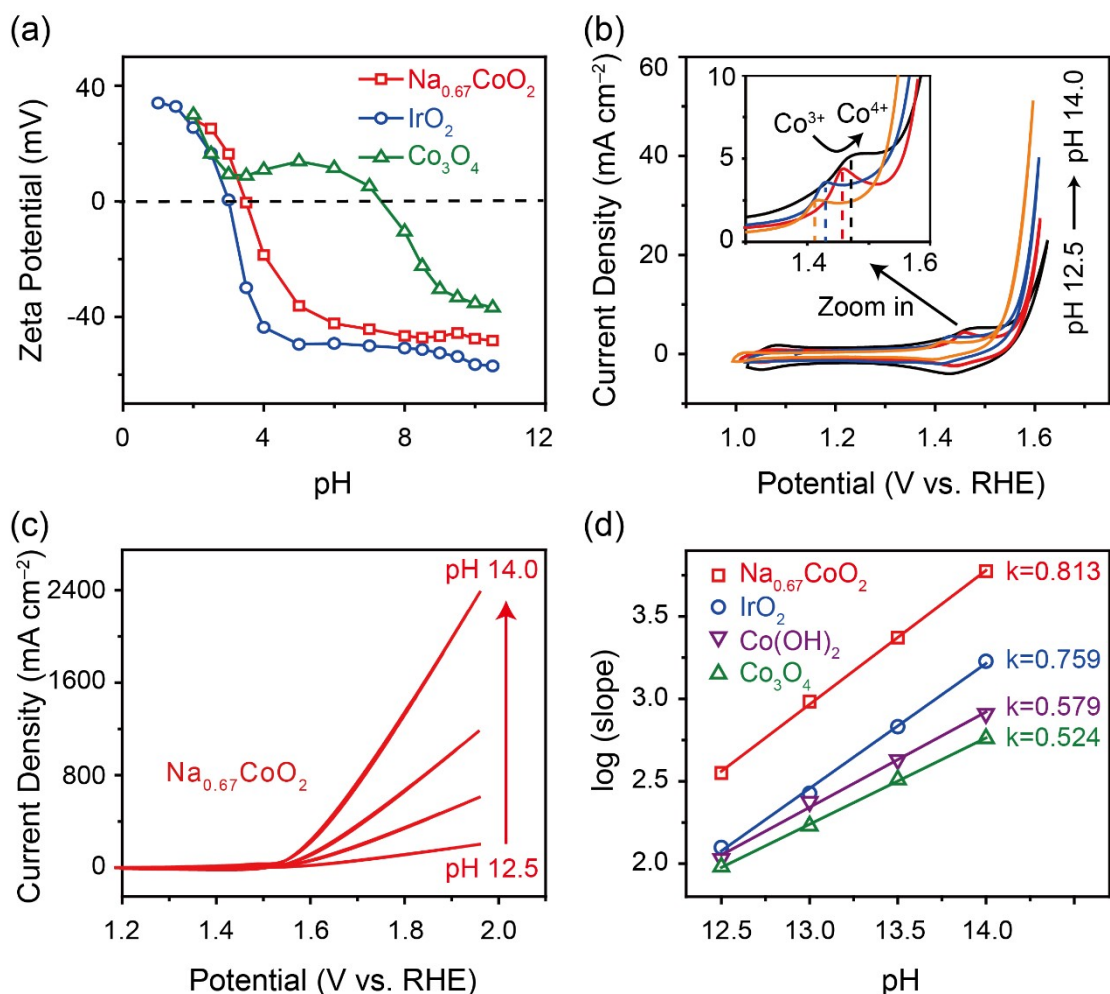 (a)
Zeta Potential (mV)
40
0
-40
0
4
8
12
pH
Na0.67CoO2
IrO2
Co3O4
(b)
Current Density (mA cm−2)
60
40
20
0
1.0
1.2
1.4
1.6
Potential (V vs. RHE)
10
5
0
1.4
1.6
Co3+
Co4+
Zoom in
pH 12.5 → pH 14.0
(c)
Current Density (mA cm−2)
2400
1600
800
0
1.2
1.4
1.6
1.8
2.0
Potential (V vs. RHE)
pH 14.0
Na0.67CoO2
pH 12.5
(d)
log (slope)
3.5
3.0
2.5
2.0
12.5
13.0
13.5
14.0
pH
Na0.67CoO2
IrO2
Co(OH)2
Co3O4
k=0.813
k=0.759
k=0.579
k=0.524